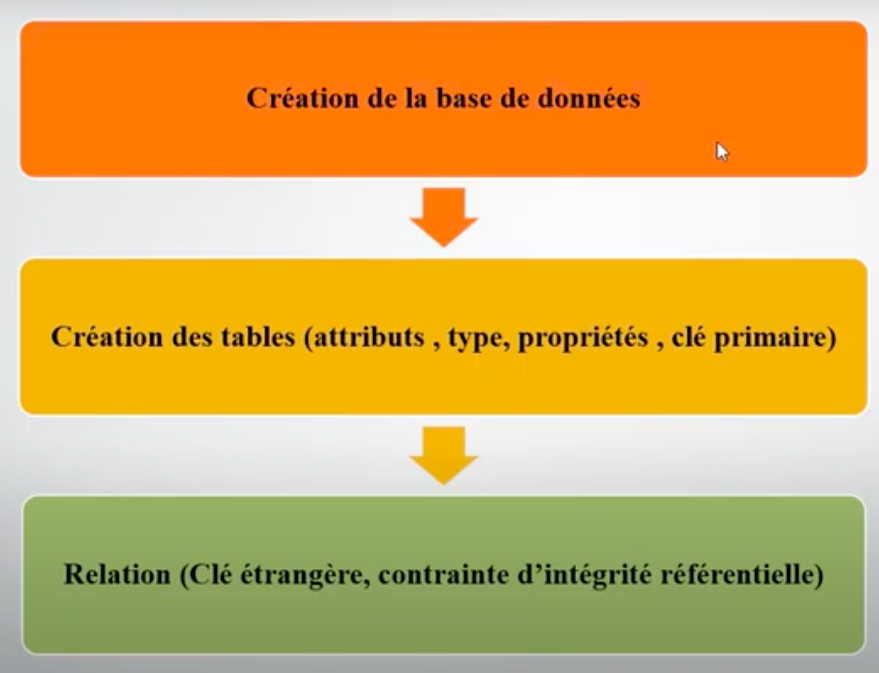 Création de la base de données
Création des tables (attributs , type, propriétés , clé primaire)
Relation (Clé étrangère, contrainte d’intégrité référentielle)